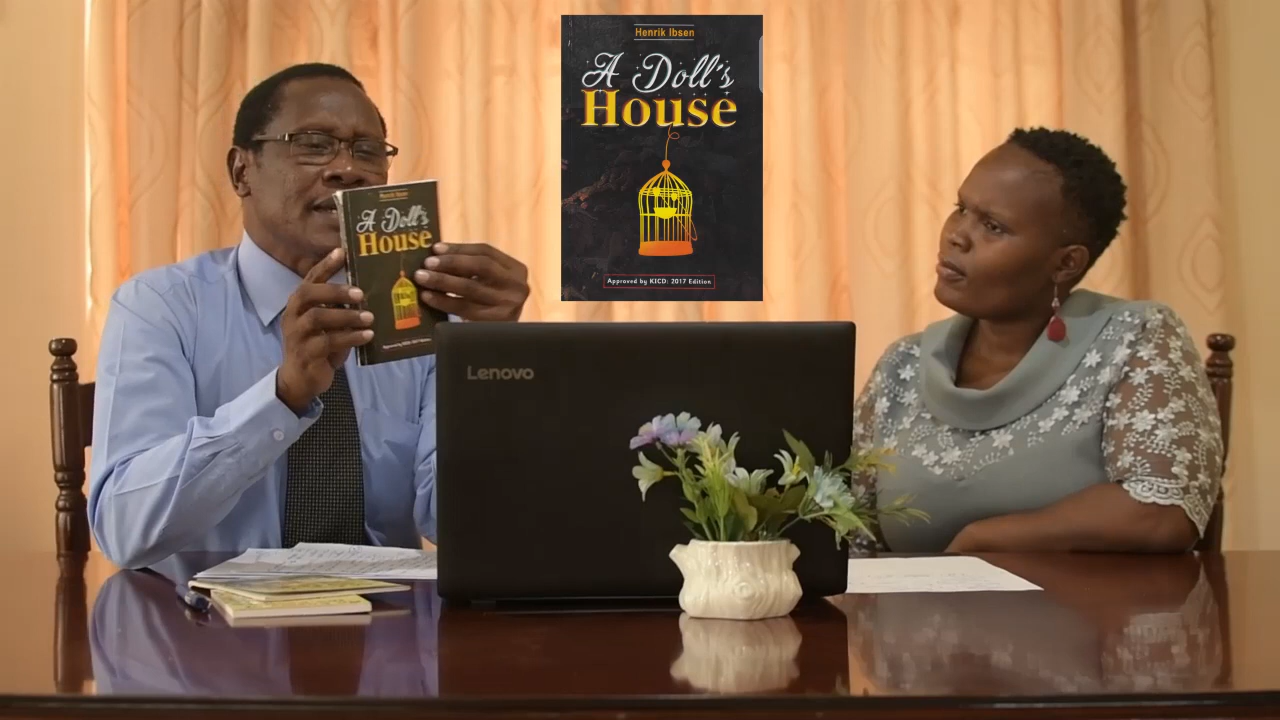 Henrik Ibsen
A Doll's
House
Approved by KICD: 2017 Edition
Henrik Ibsen
A Doll's
House
Lenovo